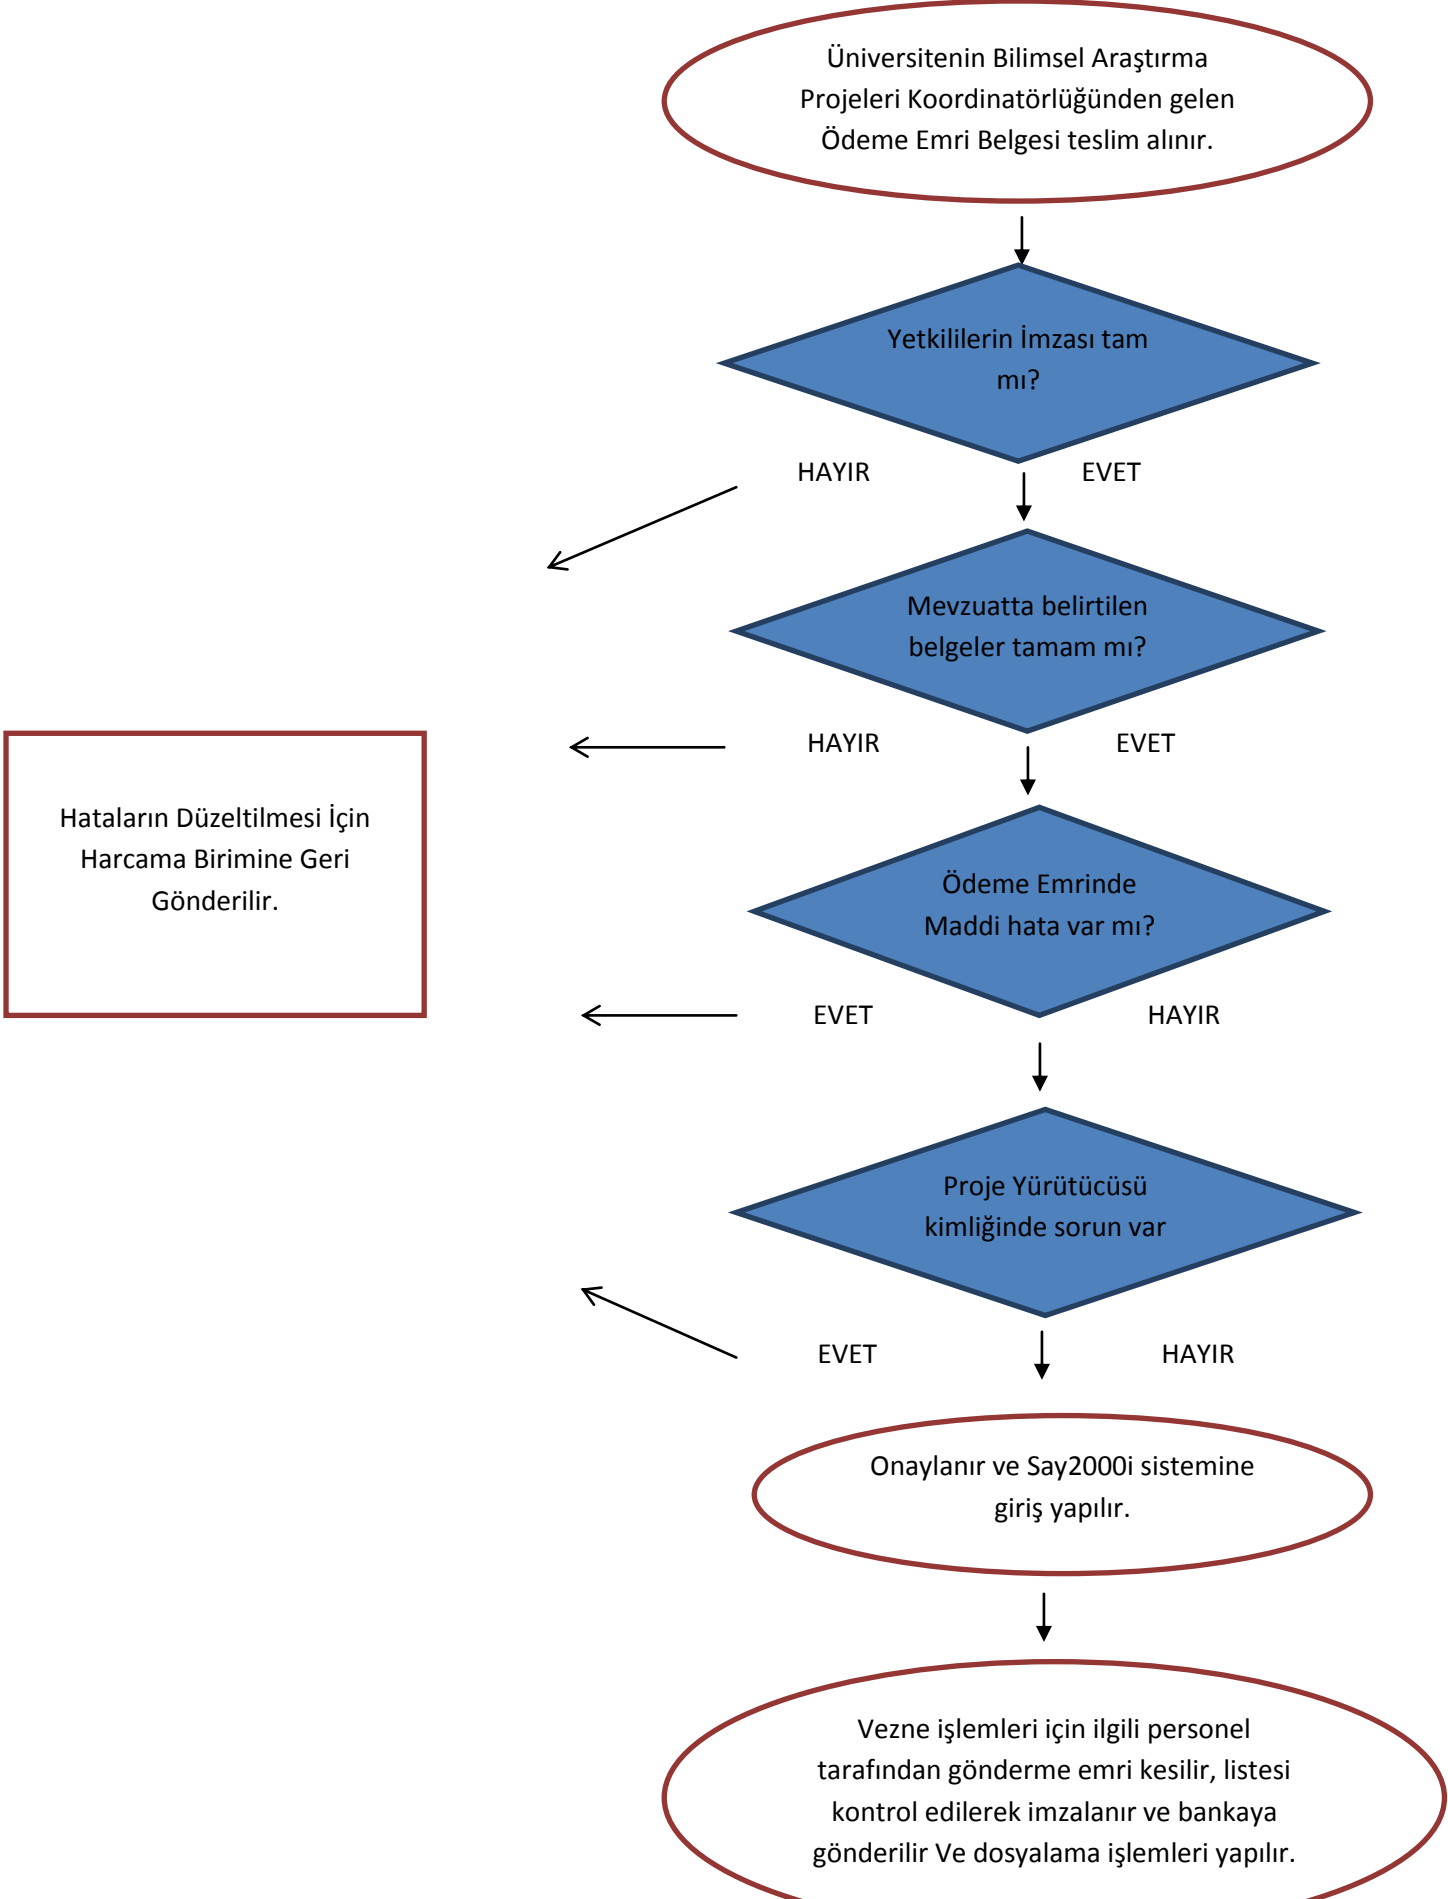 Üniversitenin Bilimsel Araştırma
Projeleri Koordinatörlüğünden gelen
Ödeme Emri Belgesi teslim alınır.
Yetkililerin İmzası tam
mı?
HAYIR
EVET
Mevzuatta belirtilen
belgeler tamam mı?
HAYIR
EVET
Hataların Düzeltilmesi İçin
Harcama Birimine Geri
Gönderilir.
Ödeme Emrinde
Maddi hata var mı?
EVET
HAYIR
Proje Yürütücüsü
kimliğinde sorun var
EVET
HAYIR
Onaylanır ve Say2000i sistemine
giriş yapılır.
Vezne işlemleri için ilgili personel
tarafından gönderme emri kesilir, listesi
kontrol edilerek imzalanır ve bankaya
gönderilir Ve dosyalama işlemleri yapılır.